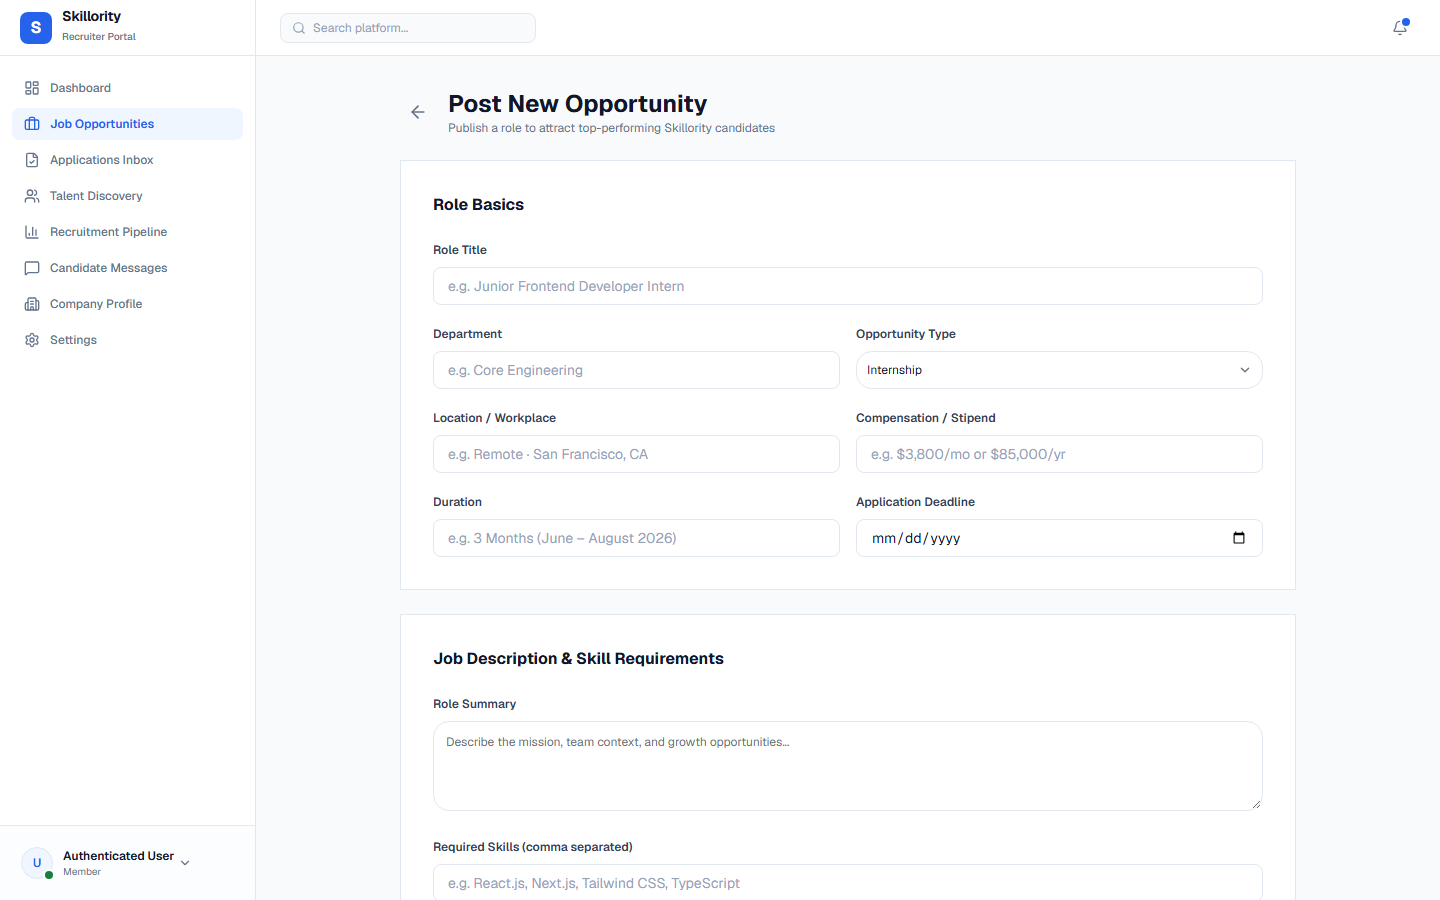 S
Skillority
Recruiter Portal
Search platform...
Dashboard
Job Opportunities
Applications Inbox
Talent Discovery
Recruitment Pipeline
Candidate Messages
Company Profile
Settings
U
Authenticated User
Member
Post New Opportunity
Publish a role to attract top-performing Skillority candidates
Role Basics
Role Title
e.g. Junior Frontend Developer Intern
Department
Opportunity Type
e.g. Core Engineering
Internship
Location / Workplace
Compensation / Stipend
e.g. Remote · San Francisco, CA
e.g. $3,800/mo or $85,000/yr
Duration
Application Deadline
e.g. 3 Months (June – August 2026)
mm/dd/yyyy
Job Description & Skill Requirements
Role Summary
Describe the mission, team context, and growth opportunities...
Required Skills (comma separated)
e.g. React.js, Next.js, Tailwind CSS, TypeScript